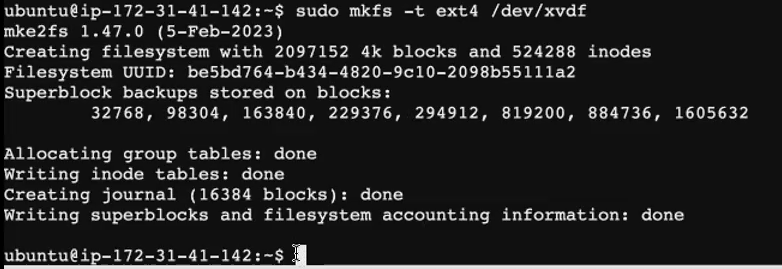 ubuntu@ip-172-31-41-142:~$ sudo mkfs -t ext4 /dev/xvdf
mke2fs 1.47.0 (5-Feb-2023)
Creating filesystem with 2097152 4k blocks and 524288 inodes
Filesystem UUID: be5bd764-b434-4820-9c10-2098b55111a2
Superblock backups stored on blocks:
32768, 98304, 163840, 229376, 294912, 819200, 884736, 1605632
Allocating group tables: done
Writing inode tables: done
Creating journal (16384 blocks): done
Writing superblocks and filesystem accounting information: done
ubuntu@ip-172-31-41-142:~$